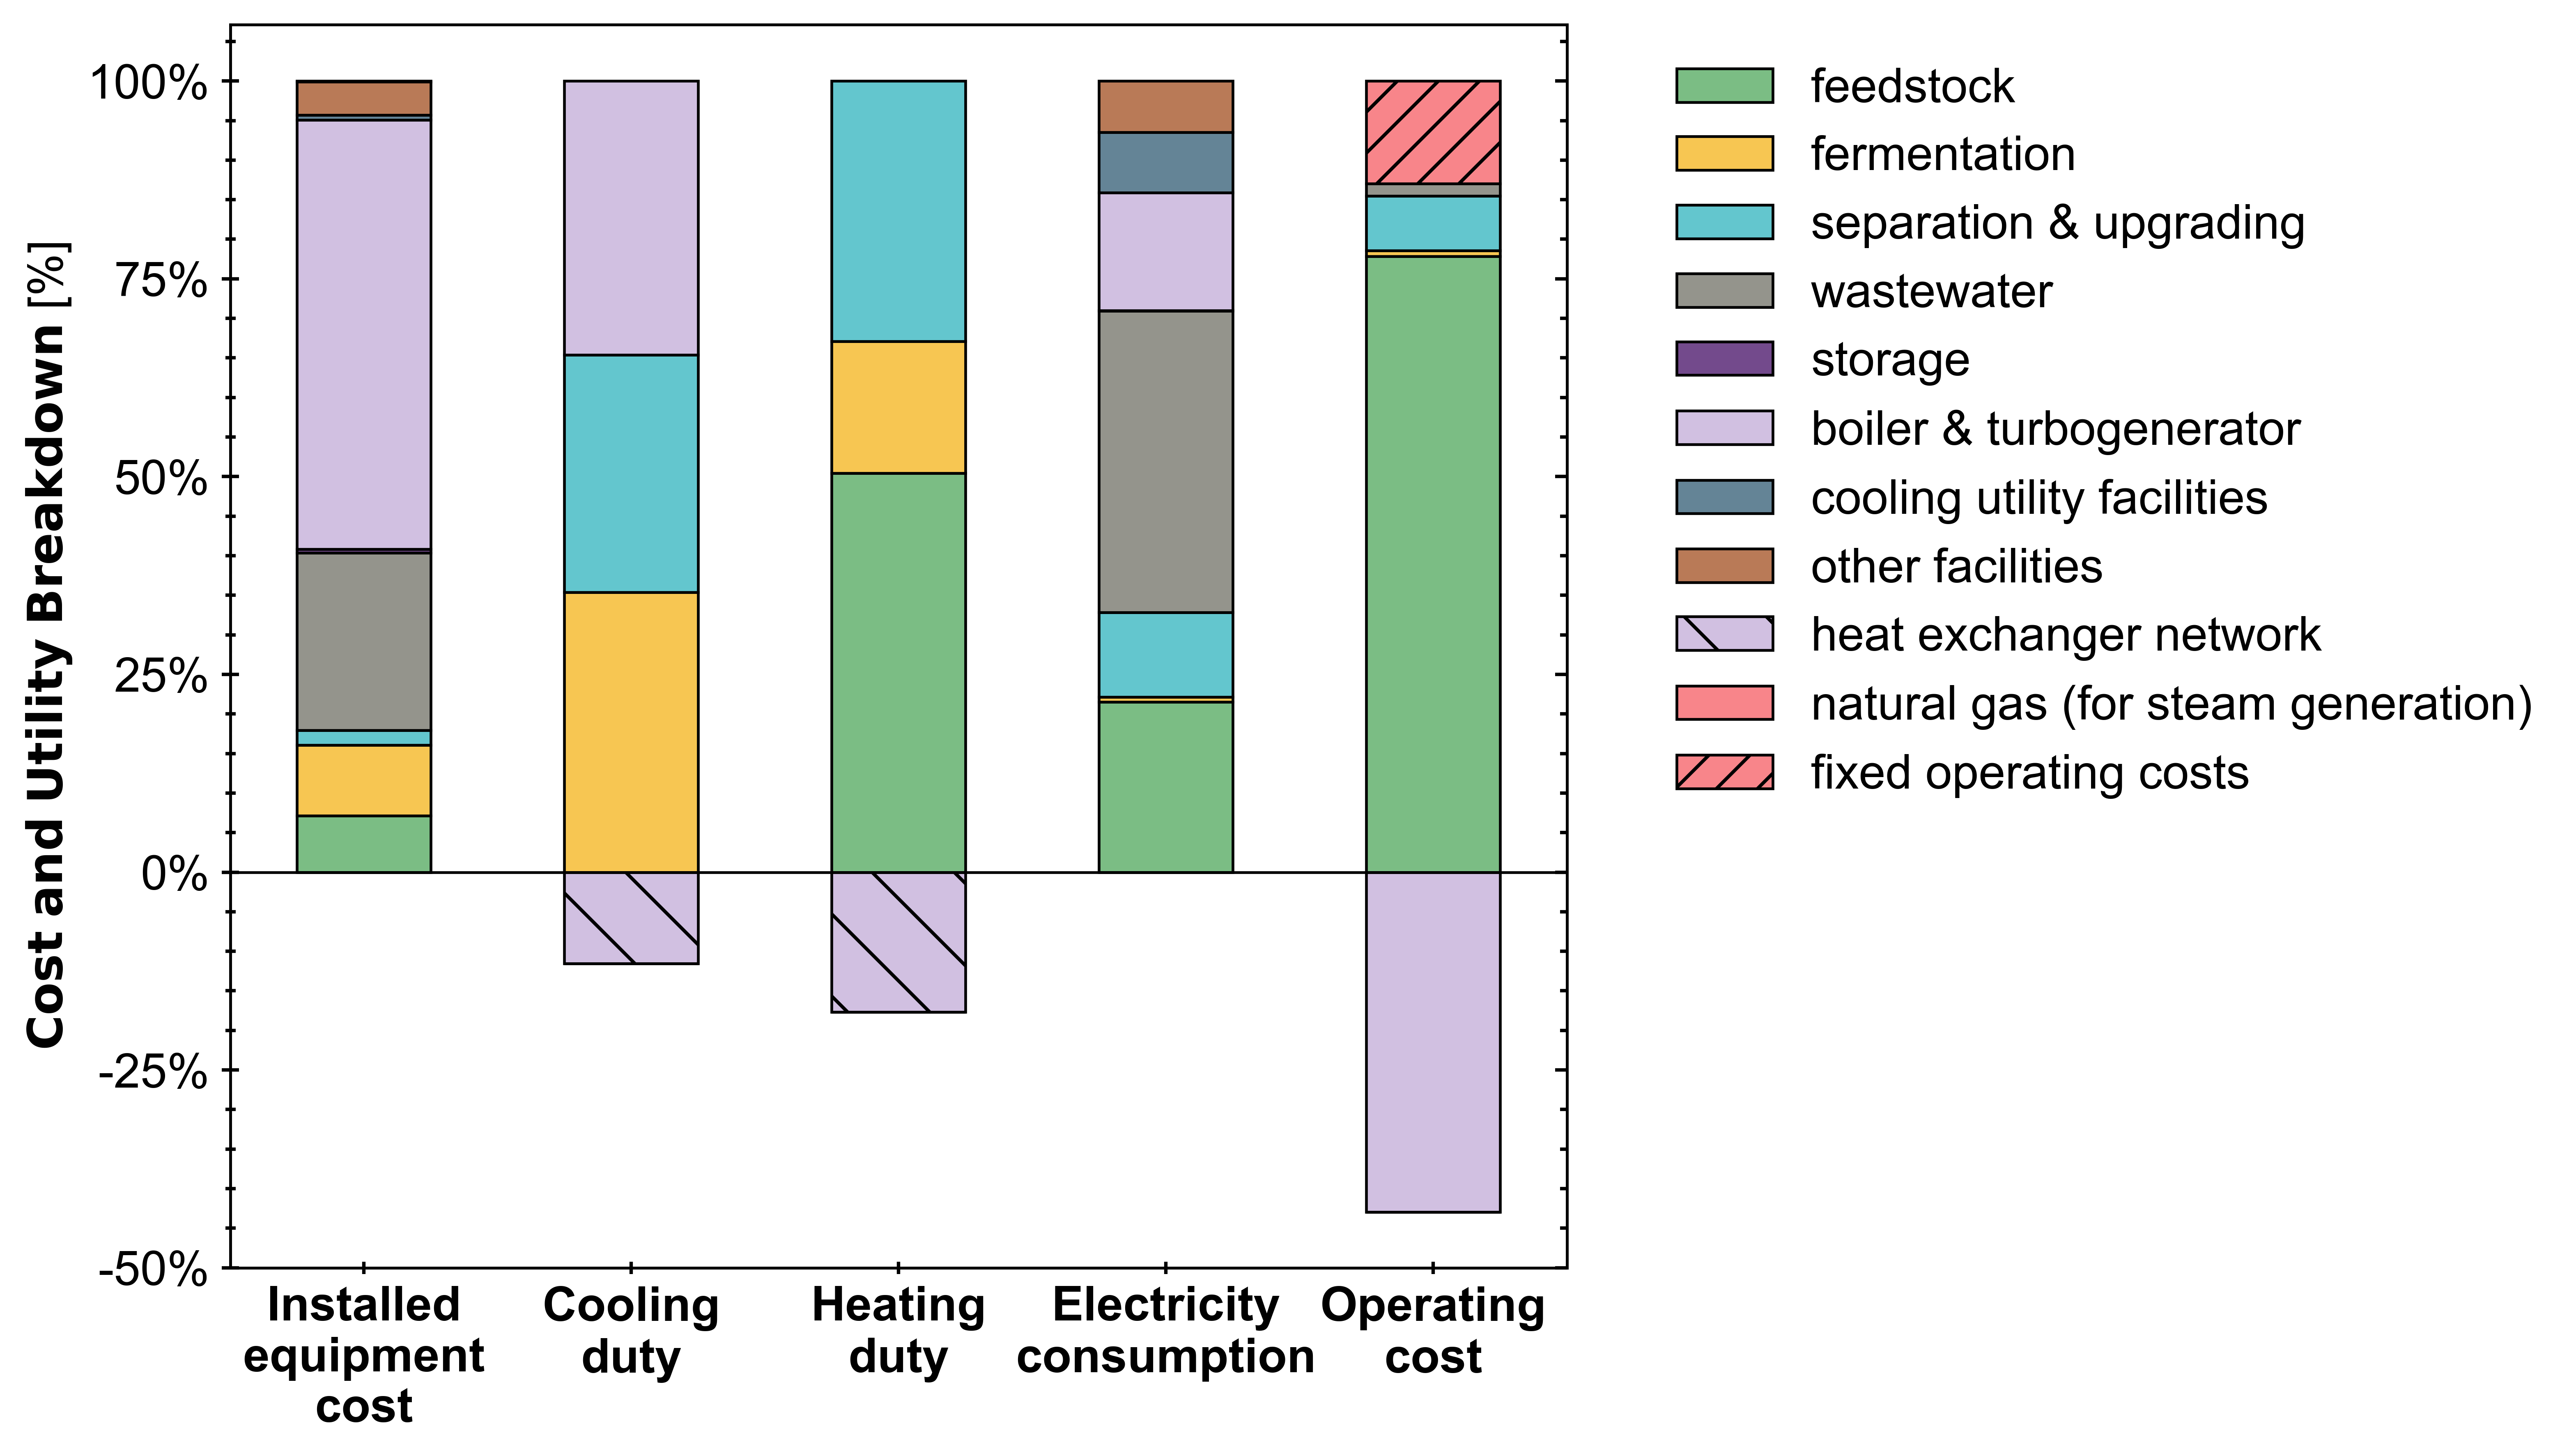 Cost and Utility Breakdown [%]
100%
75%
50%
25%
0%
-25%
-50%
Installed
equipment
cost
Cooling
duty
Heating
duty
Electricity
consumption
Operating
cost
feedstock
fermentation
separation & upgrading
wastewater
storage
boiler & turbogenerator
cooling utility facilities
other facilities
heat exchanger network
natural gas (for steam generation)
fixed operating costs